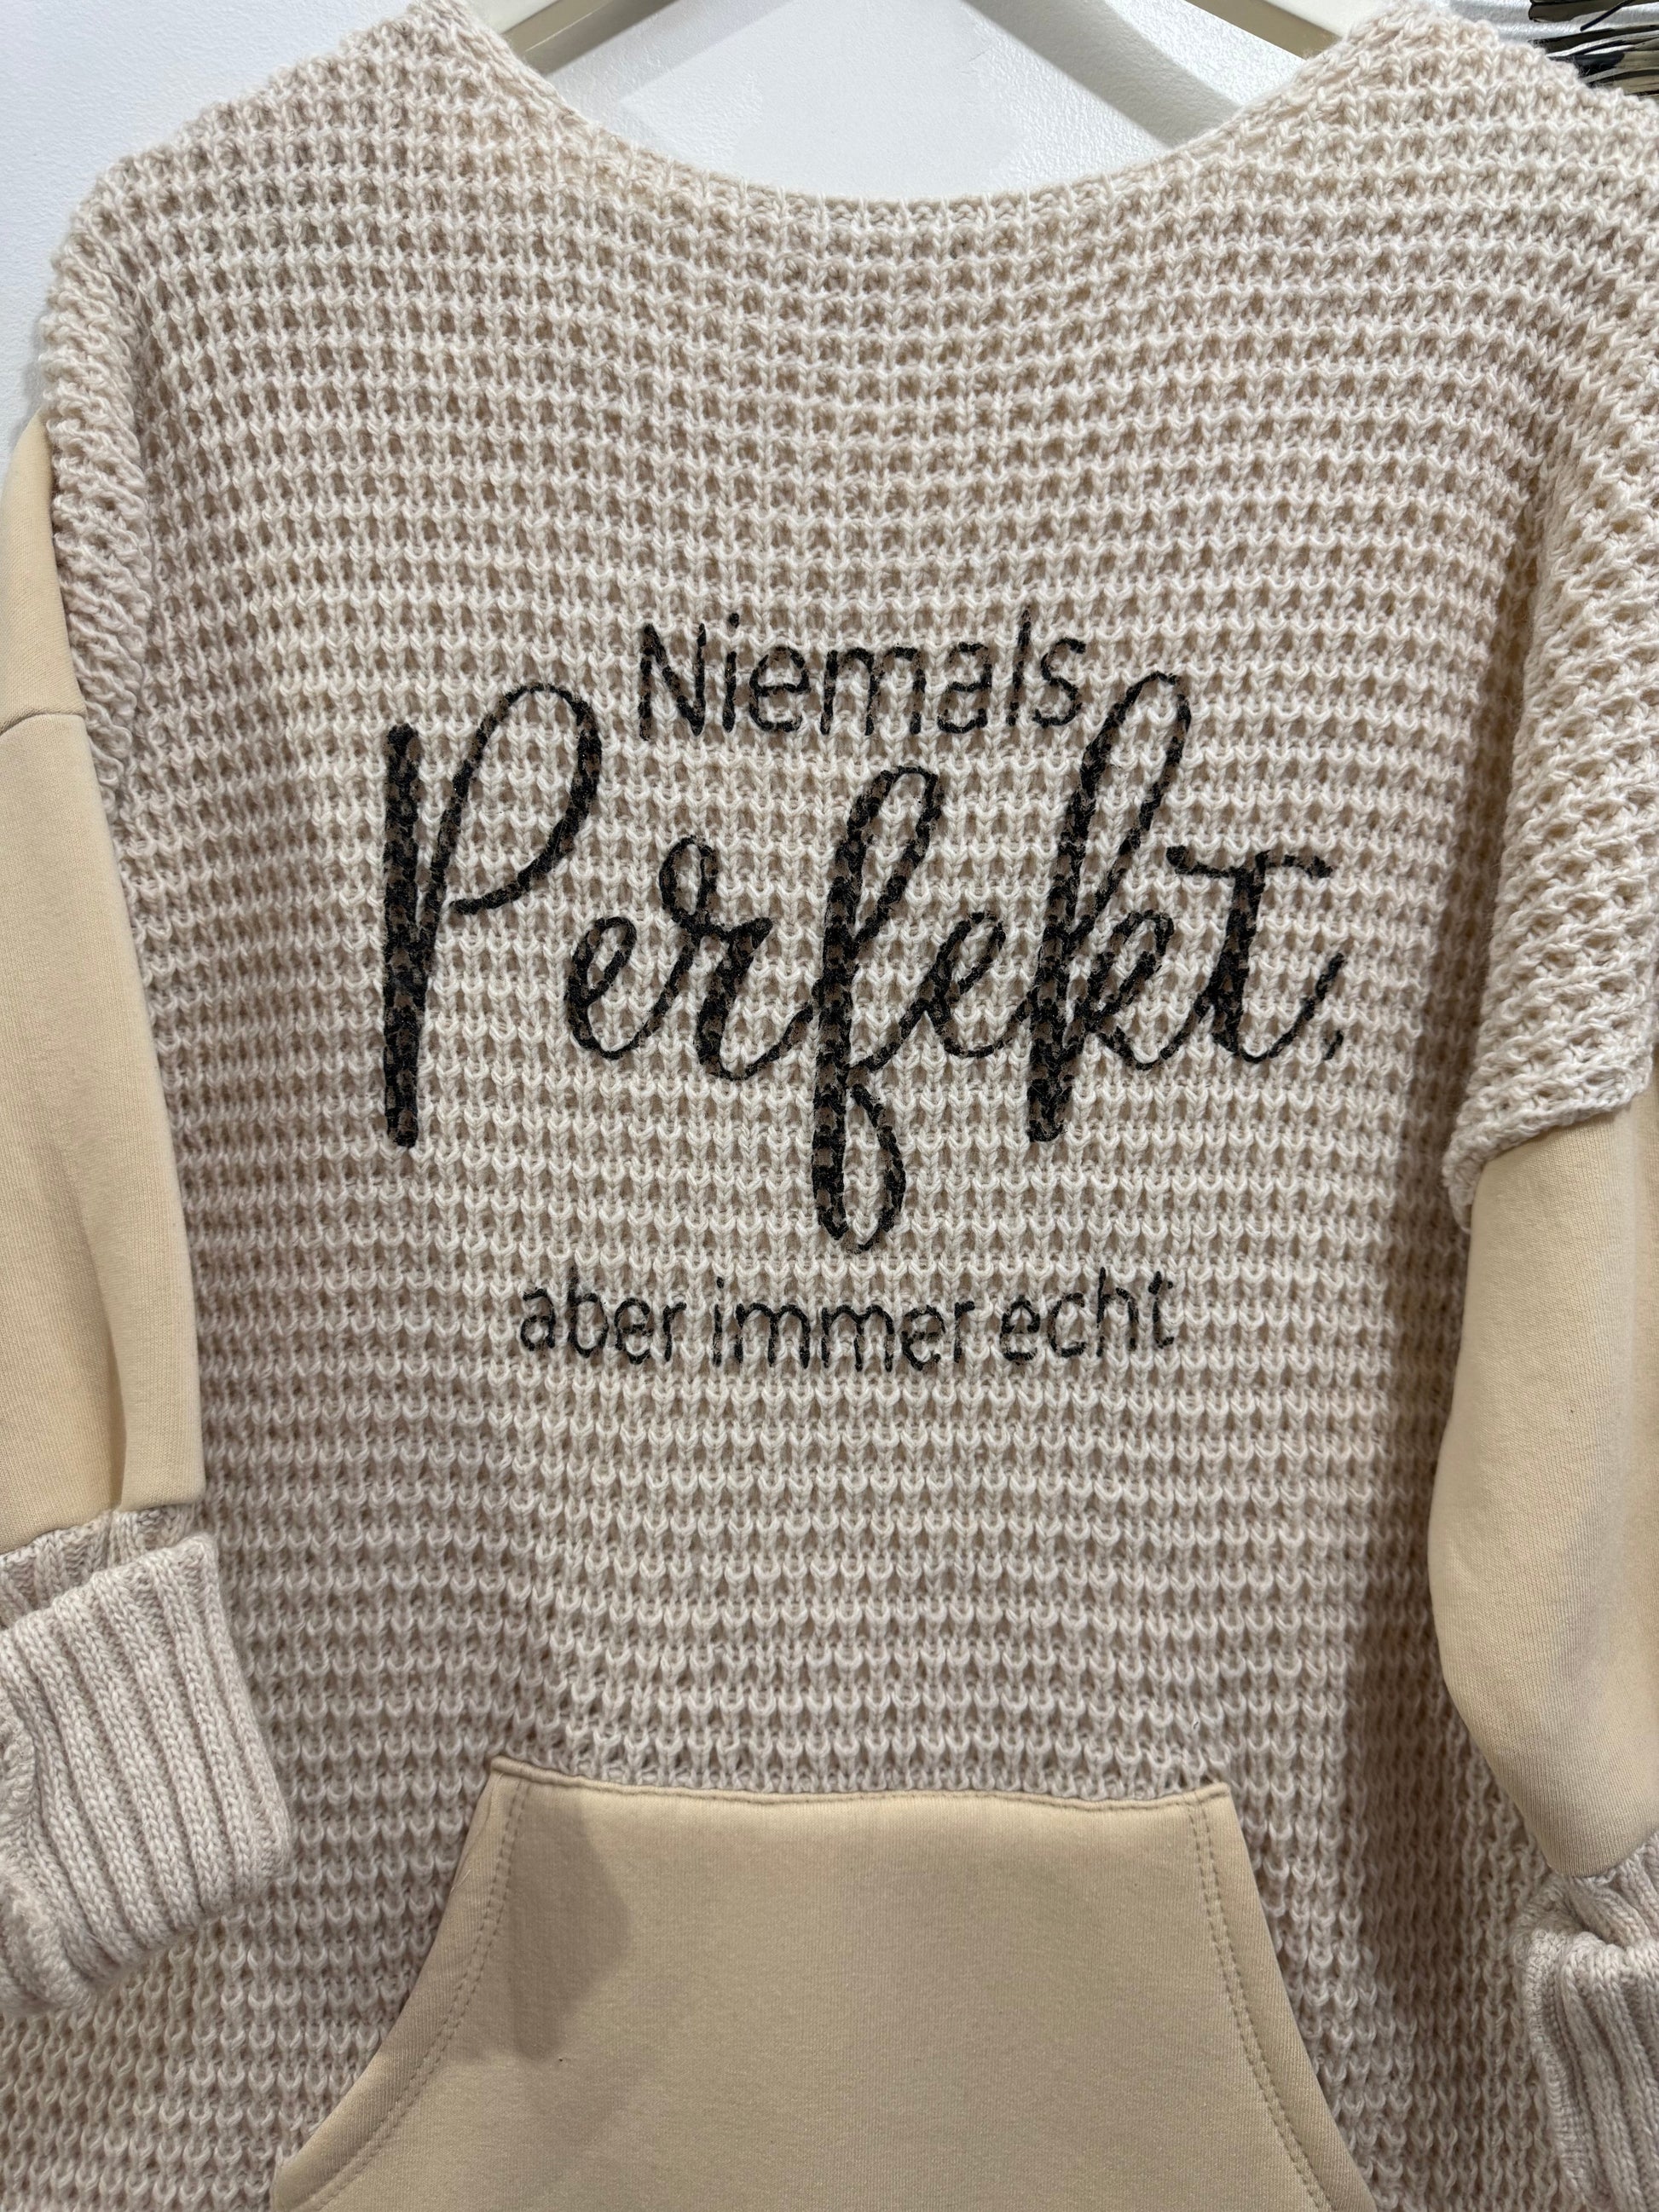 Niemals
Perfekt,
aber immer echt